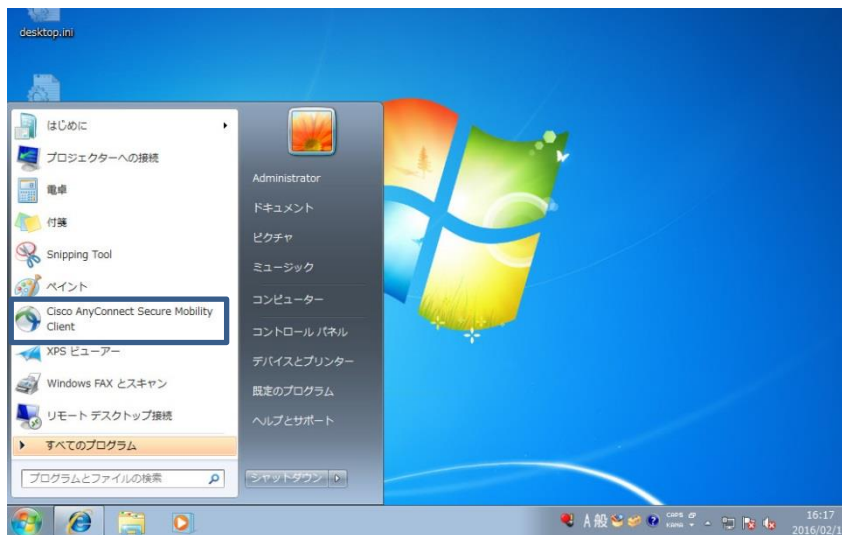 desktop.ini
はじめに
プロジェクターへの接続
電卓
付箋
Snipping Tool
ペイント
Cisco AnyConnect Secure Mobility
Client
XPS ビューアー
Windows FAX とスキャン
リモート デスクトップ接続
すべてのプログラム
プログラムとファイルの検索
Administrator
ドキュメント
ピクチャ
ミュージック
コンピューター
コントロール パネル
デバイスとプリンター
既定のプログラム
ヘルプとサポート
シャットダウン
A 般
CAPS
KANA
16:17
2016/02/1